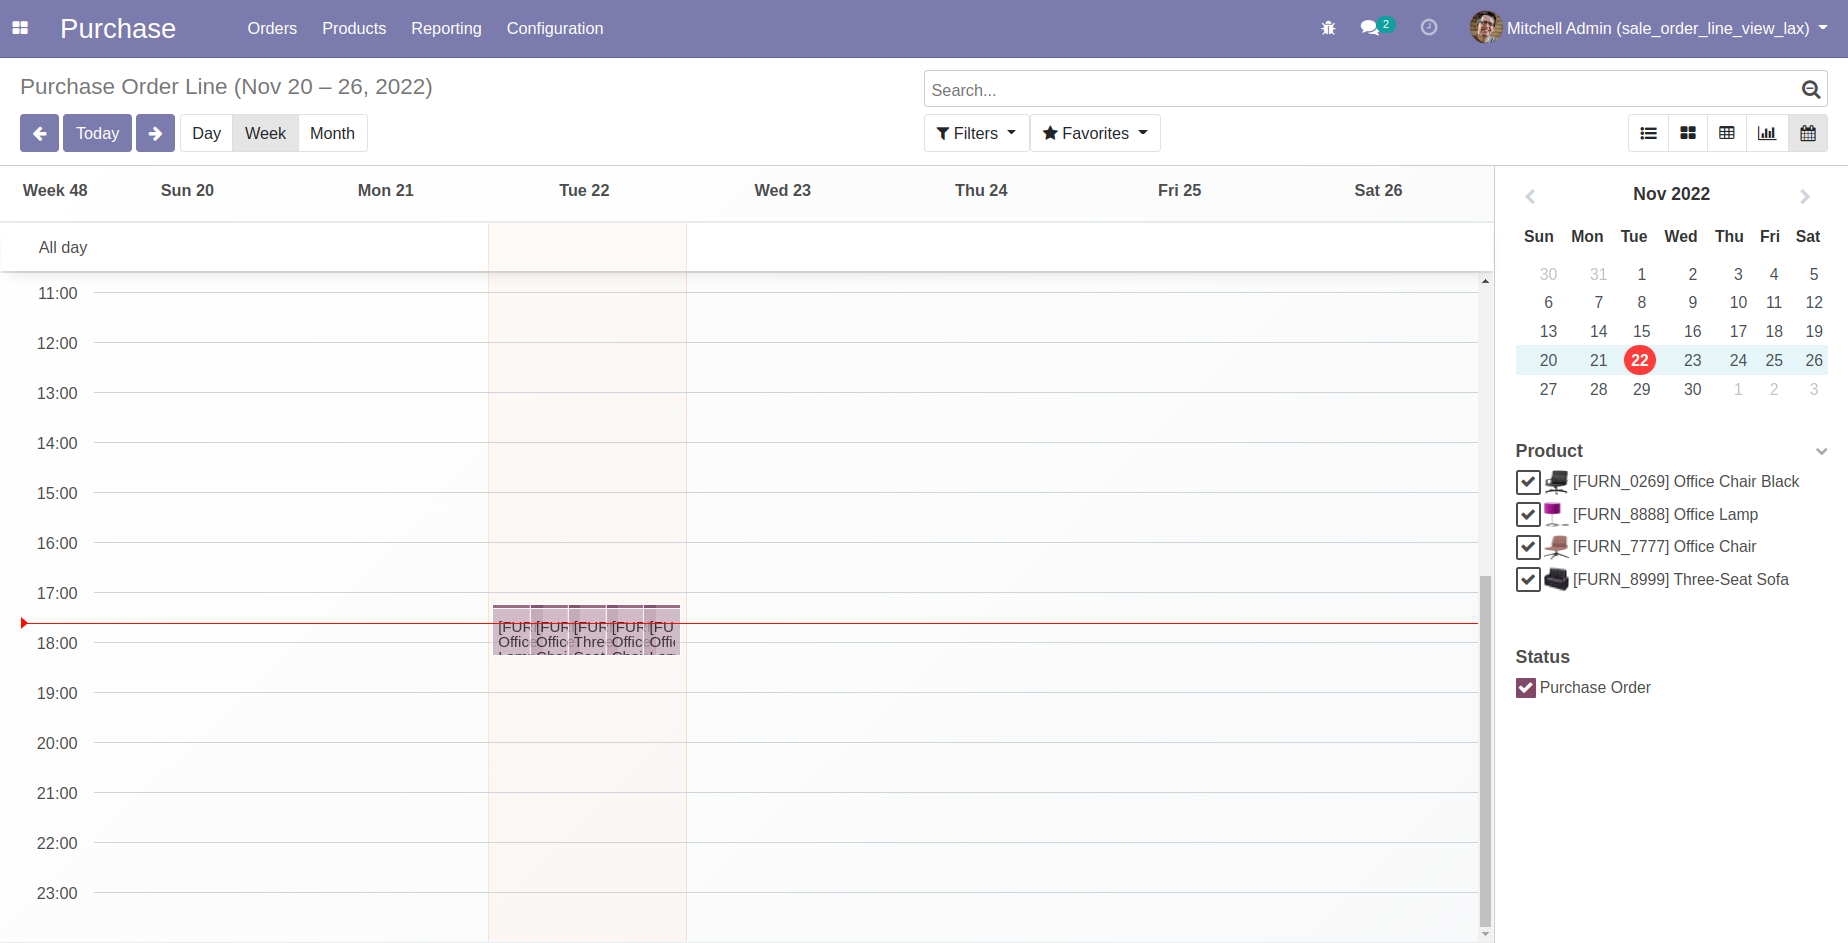 Purchase Orders Products Reporting Configuration 2 Mitchell Admin (sale_order_line_view_lax)
Purchase Order Line (Nov 20 – 26, 2022)
Search...
Today Day Week Month Filters Favorites
Week 48 Sun 20 Mon 21 Tue 22 Wed 23 Thu 24 Fri 25 Sat 26
All day
11:00
12:00
13:00
14:00
15:00
16:00
17:00
[FUR [FUR [FUR [FUR [FU
Offic Offic Thre Offic Offi
18:00
19:00
20:00
21:00
22:00
23:00
Nov 2022
Sun Mon Tue Wed Thu Fri Sat
30 31 1 2 3 4 5
6 7 8 9 10 11 12
13 14 15 16 17 18 19
20 21 22 23 24 25 26
27 28 29 30 1 2 3
Product
[FURN_0269] Office Chair Black
[FURN_8888] Office Lamp
[FURN_7777] Office Chair
[FURN_8999] Three-Seat Sofa
Status
Purchase Order